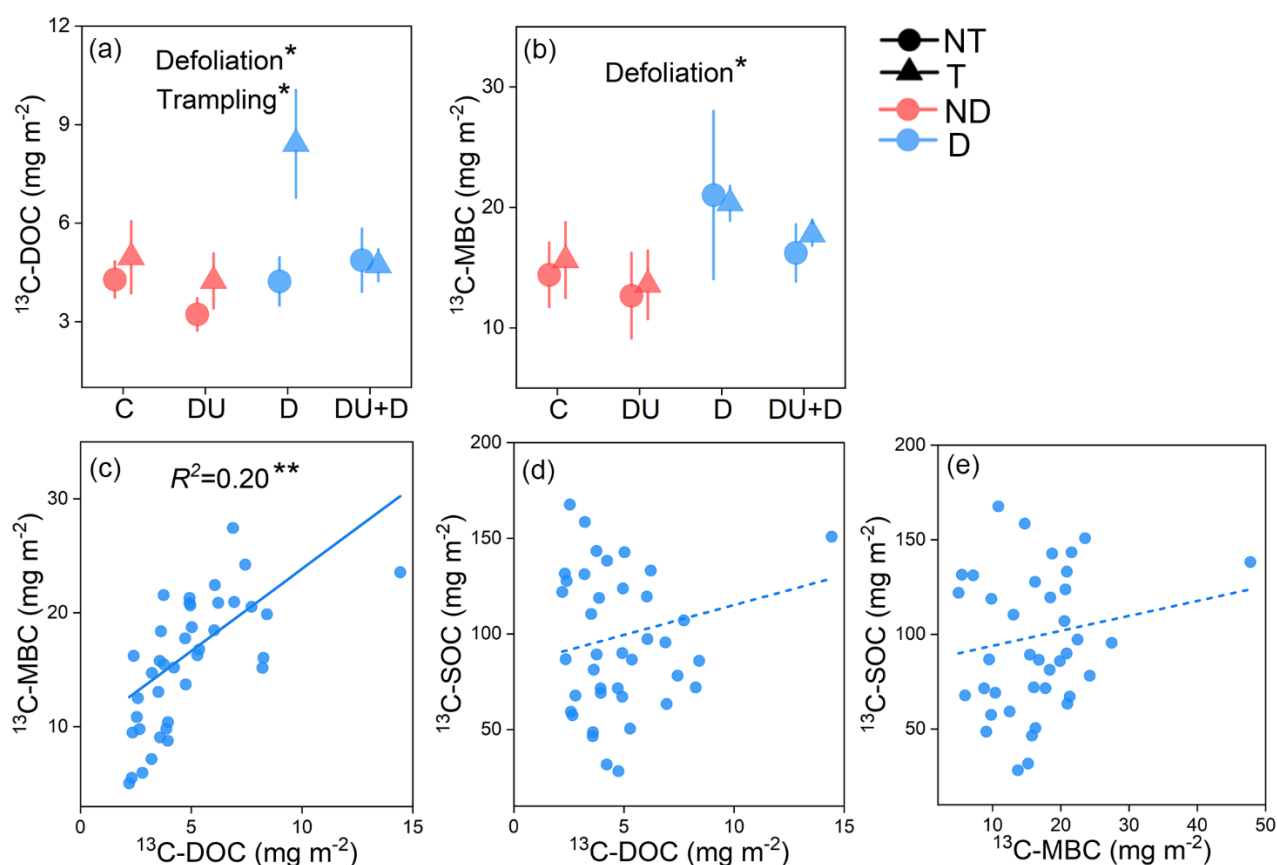 (a)
Defoliation*
Trampling*
12
9
6
3
¹³C-DOC (mg m⁻²)
C DU D DU+D
(b)
Defoliation*
30
20
10
¹³C-MBC (mg m⁻²)
C DU D DU+D
NT
T
ND
D
(c)
R²=0.20**
30
20
10
¹³C-MBC (mg m⁻²)
0 5 10 15
¹³C-DOC (mg m⁻²)
(d)
200
150
100
50
¹³C-SOC (mg m⁻²)
0 5 10 15
¹³C-DOC (mg m⁻²)
(e)
200
150
100
50
¹³C-SOC (mg m⁻²)
10 20 30 40 50
¹³C-MBC (mg m⁻²)